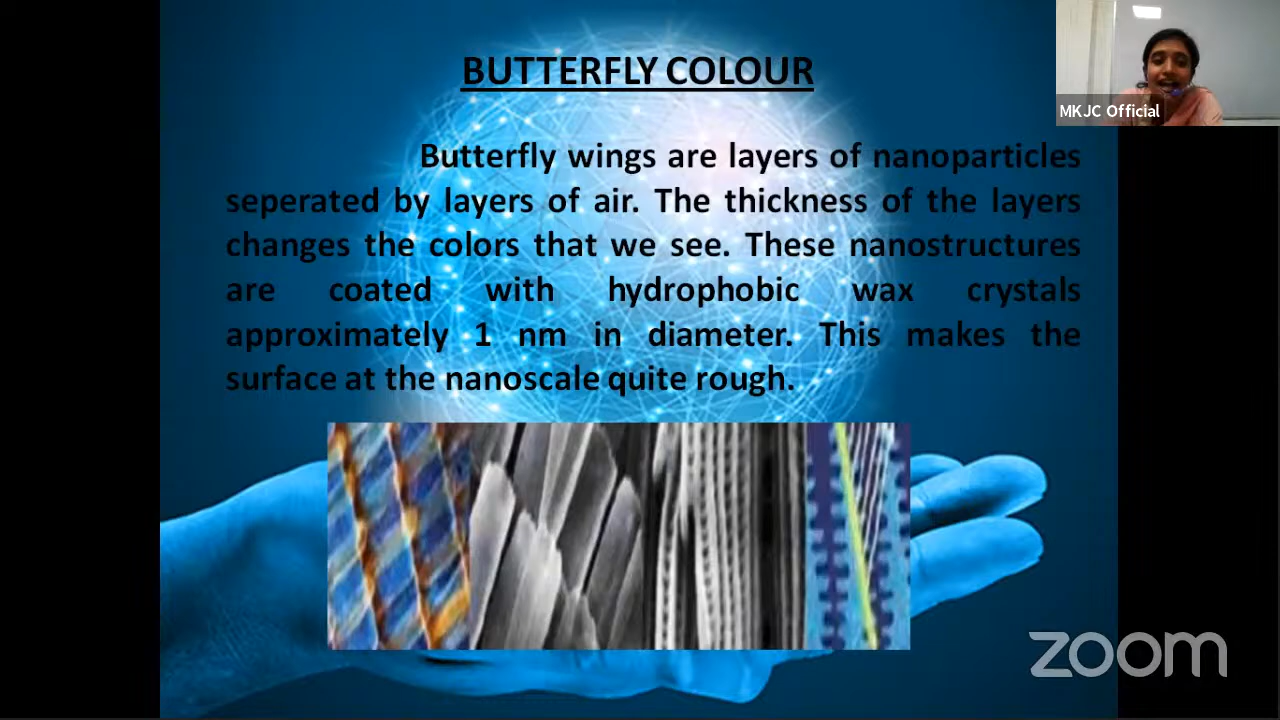 BUTTERFLY COLOUR
MKJC Official
Butterfly wings are layers of nanoparticles
seperated by layers of air. The thickness of the layers
changes the colors that we see. These nanostructures
are coated with hydrophobic wax crystals
approximately 1 nm in diameter. This makes the
surface at the nanoscale quite rough.
zoom